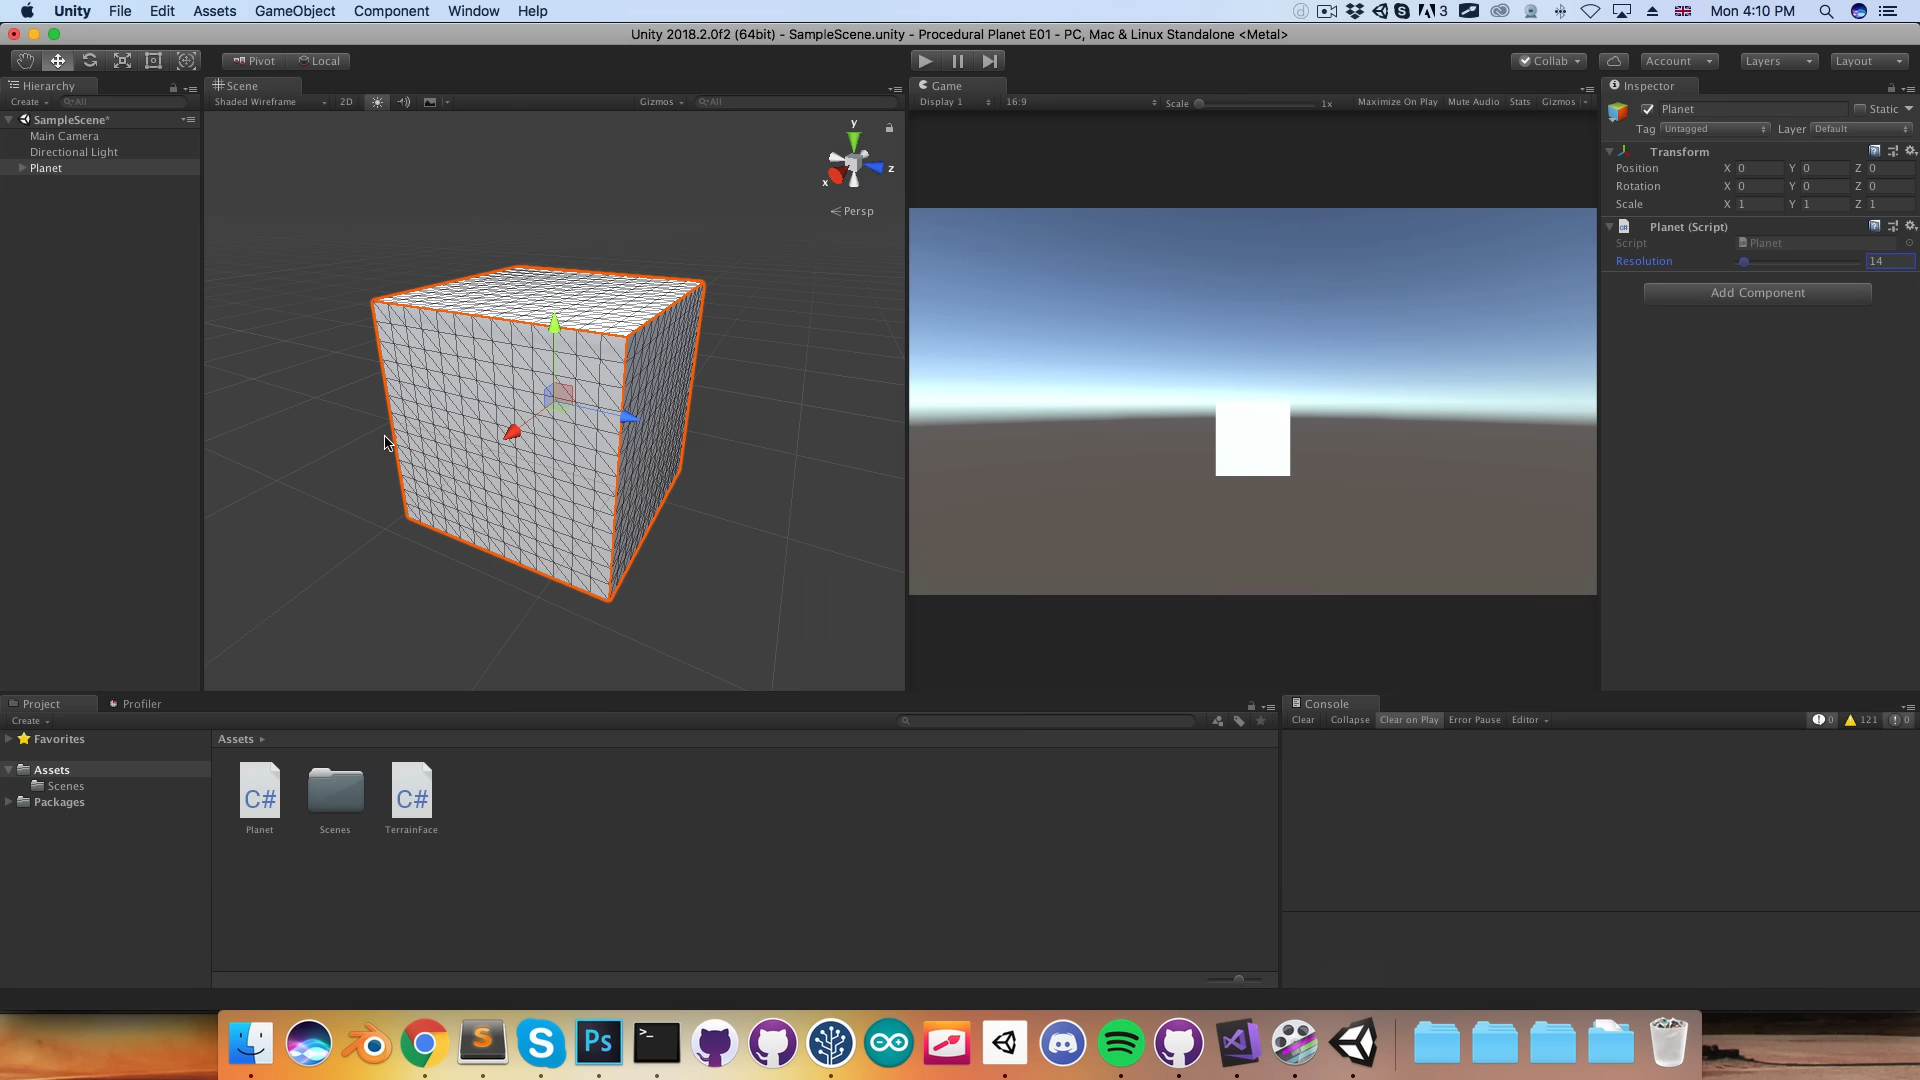 Unity File Edit Assets GameObject Component Window Help
3 Mon 4:10 PM
Unity 2018.2.0f2 (64bit) - SampleScene.unity - Procedural Planet E01 - PC, Mac & Linux Standalone <Metal>
Pivot Local
Collab Account Layers Layout
Hierarchy
Create All
SampleScene*
Main Camera
Directional Light
Planet
Scene
Shaded Wireframe 2D Gizmos All
y
x
z
Persp
Game
Display 1 16:9 Scale 1x Maximize On Play Mute Audio Stats Gizmos
Inspector
Planet Static
Tag Untagged Layer Default
Transform
Position X 0 Y 0 Z 0
Rotation X 0 Y 0 Z 0
Scale X 1 Y 1 Z 1
Planet (Script)
Script Planet
Resolution 14
Add Component
Project Profiler
Create
Favorites
Assets
Scenes
Packages
Assets
C#
Planet
Scenes
C#
TerrainFace
Console
Clear Collapse Clear on Play Error Pause Editor 0 121 0
S
S
Ps
>_